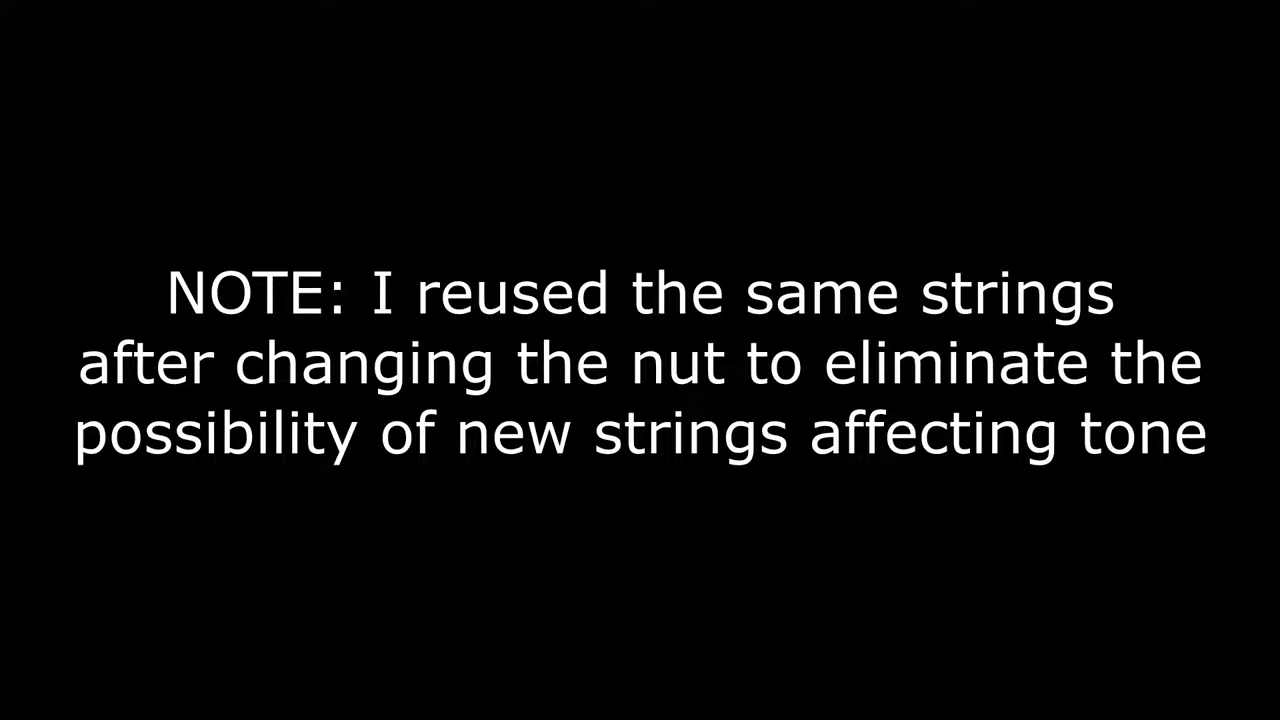 NOTE: I reused the same strings
after changing the nut to eliminate the
possibility of new strings affecting tone